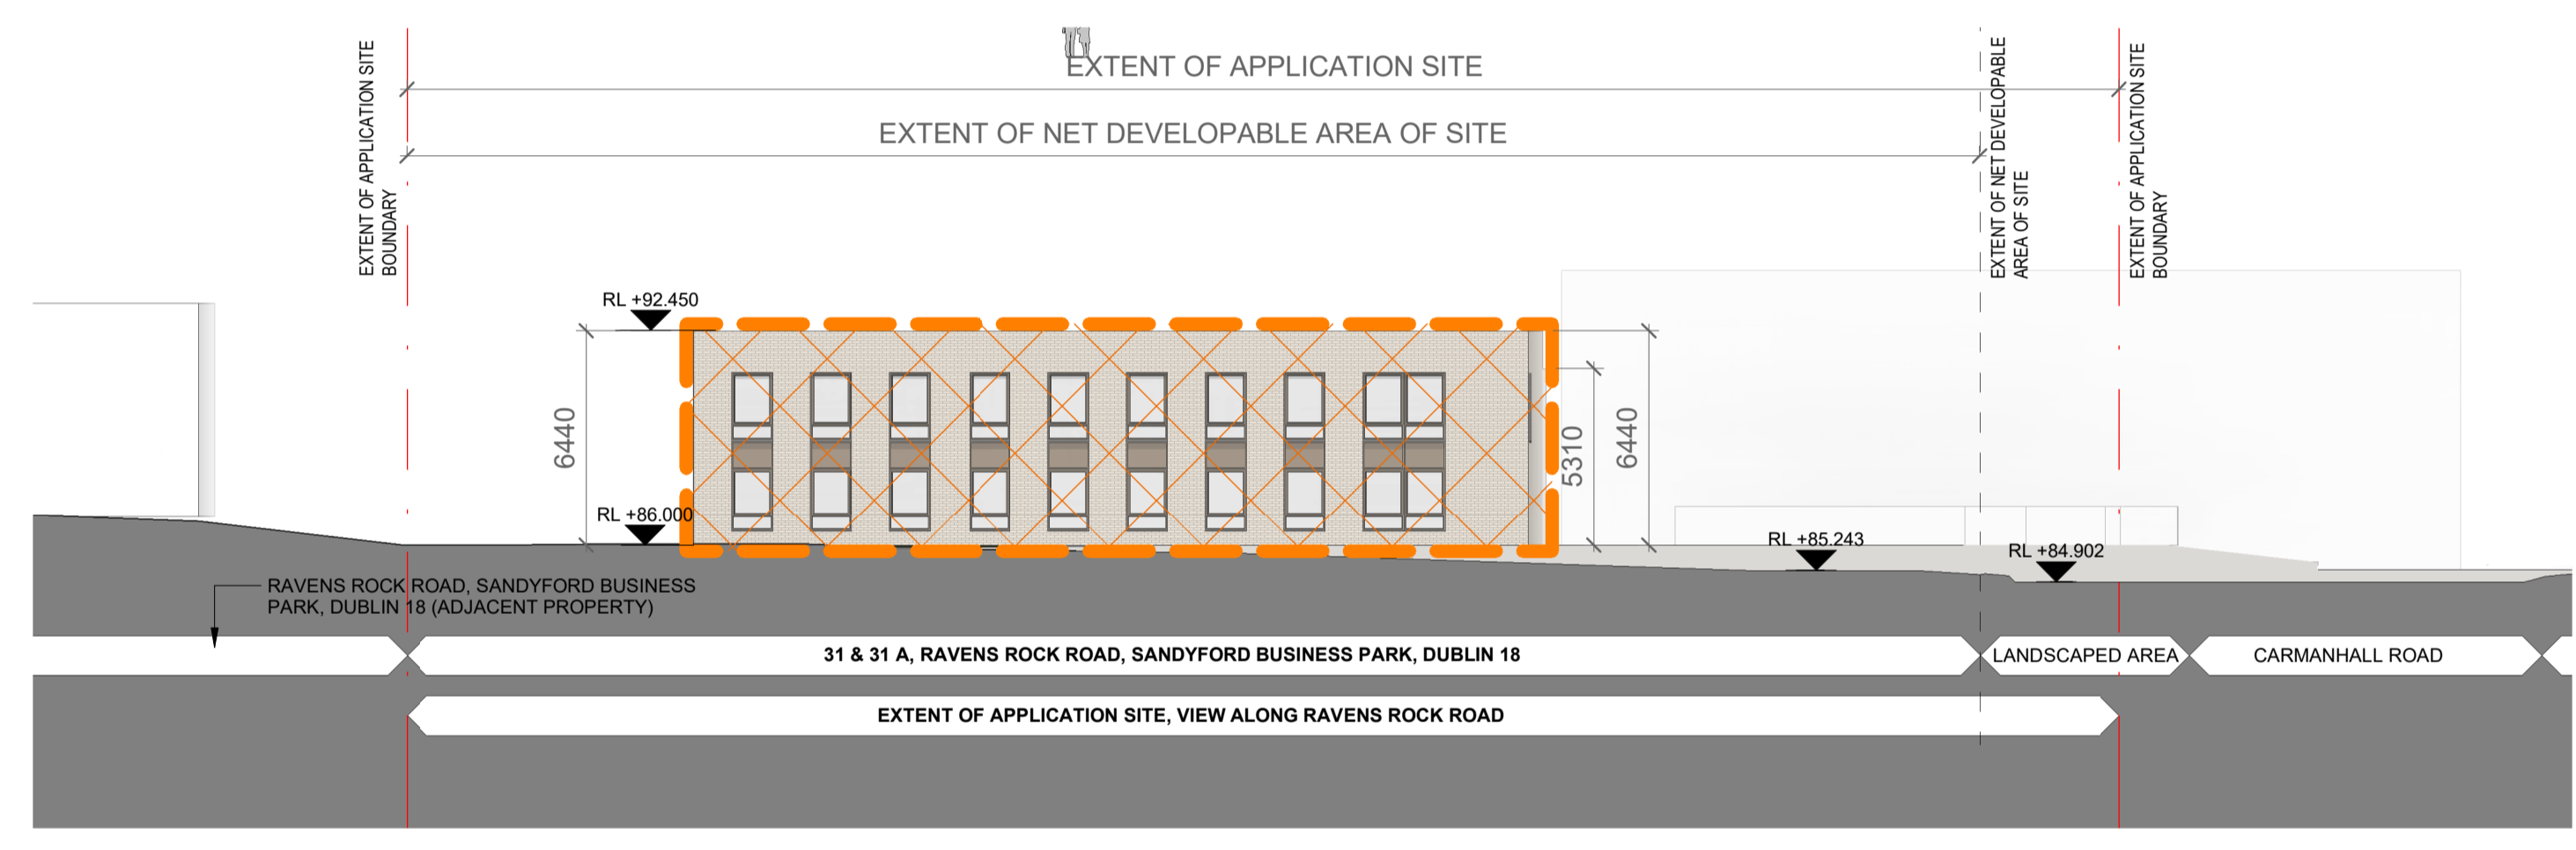 EXTENT OF APPLICATION SITE
BOUNDARY
EXTENT OF APPLICATION SITE
EXTENT OF NET DEVELOPABLE AREA OF SITE
EXTENT OF NET DEVELOPABLE
AREA OF SITE
EXTENT OF APPLICATION SITE
BOUNDARY
RL +92.450
6440
RL +86.000
5310
6440
RL +85.243
RL +84.902
RAVENS ROCK ROAD, SANDYFORD BUSINESS
PARK, DUBLIN 18 (ADJACENT PROPERTY)
31 & 31 A, RAVENS ROCK ROAD, SANDYFORD BUSINESS PARK, DUBLIN 18
LANDSCAPED AREA
CARMANHALL ROAD
EXTENT OF APPLICATION SITE, VIEW ALONG RAVENS ROCK ROAD